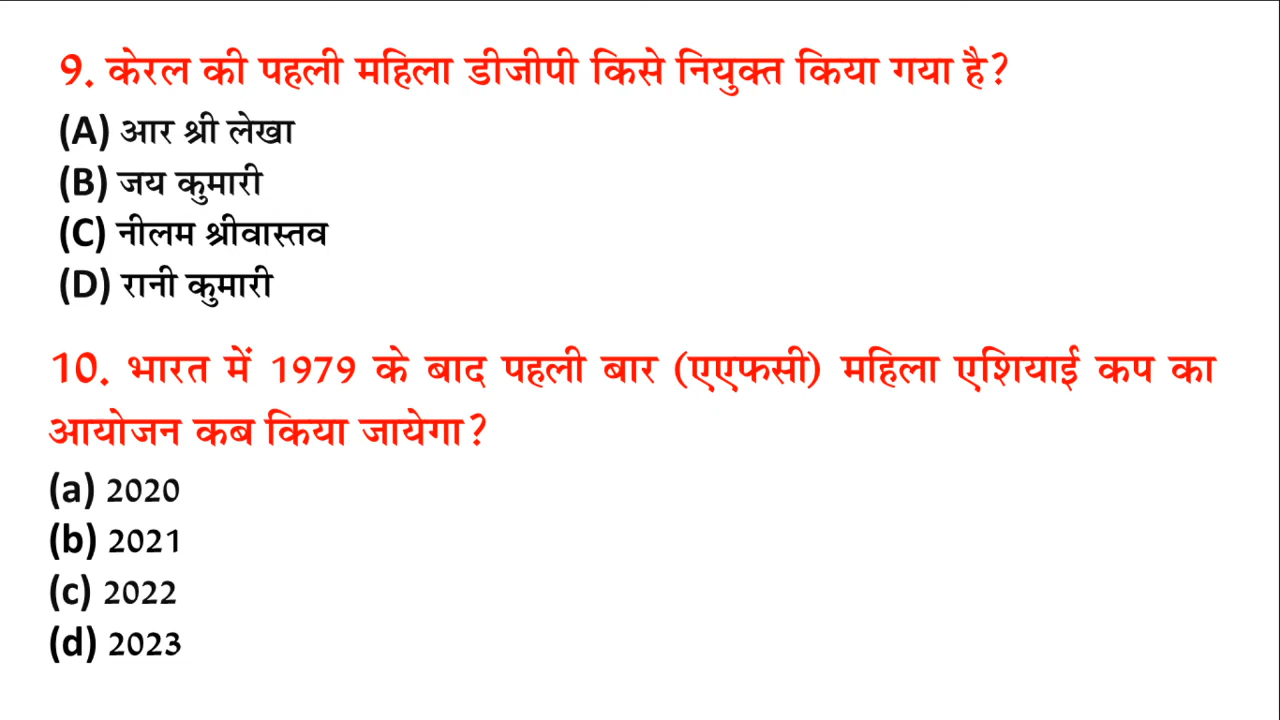 9. केरल की पहली महिला डीजीपी किसे नियुक्त किया गया है?
(A) आर श्री लेखा
(B) जय कुमारी
(C) नीलम श्रीवास्तव
(D) रानी कुमारी
10. भारत में 1979 के बाद पहली बार (एएफसी) महिला एशियाई कप का
आयोजन कब किया जायेगा?
(a) 2020
(b) 2021
(c) 2022
(d) 2023